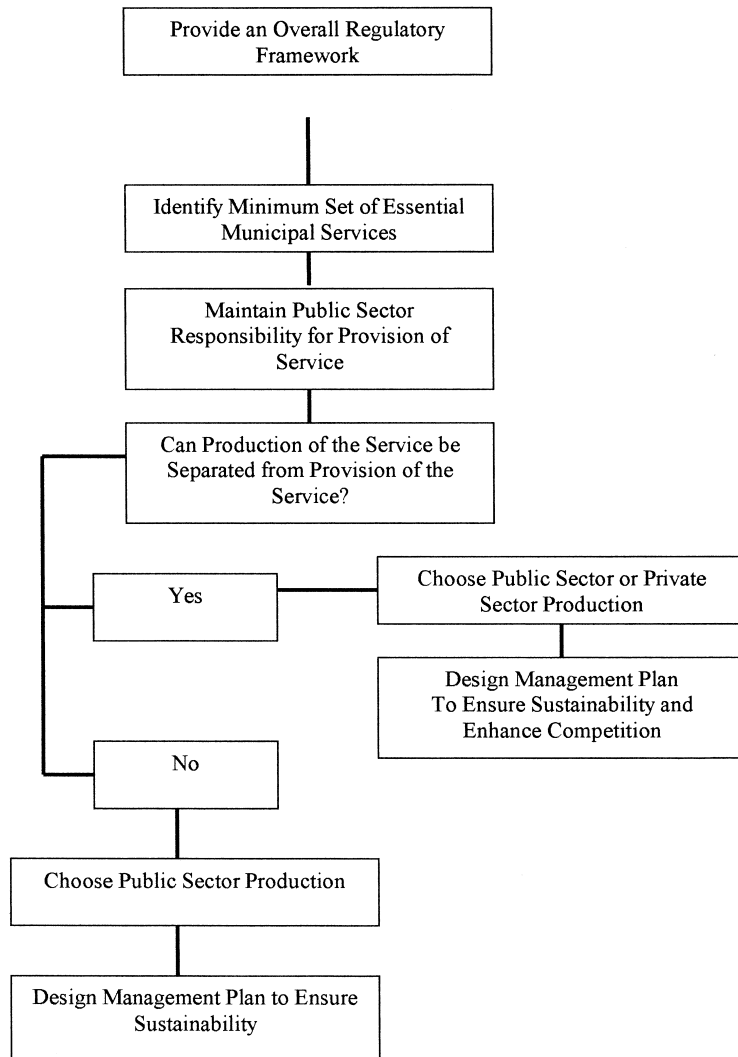 Provide an Overall Regulatory
Framework
Identify Minimum Set of Essential
Municipal Services
Maintain Public Sector
Responsibility for Provision of
Service
Can Production of the Service be
Separated from Provision of the
Service?
Yes
Choose Public Sector or Private
Sector Production
Design Management Plan
To Ensure Sustainability and
Enhance Competition
No
Choose Public Sector Production
Design Management Plan to Ensure
Sustainability